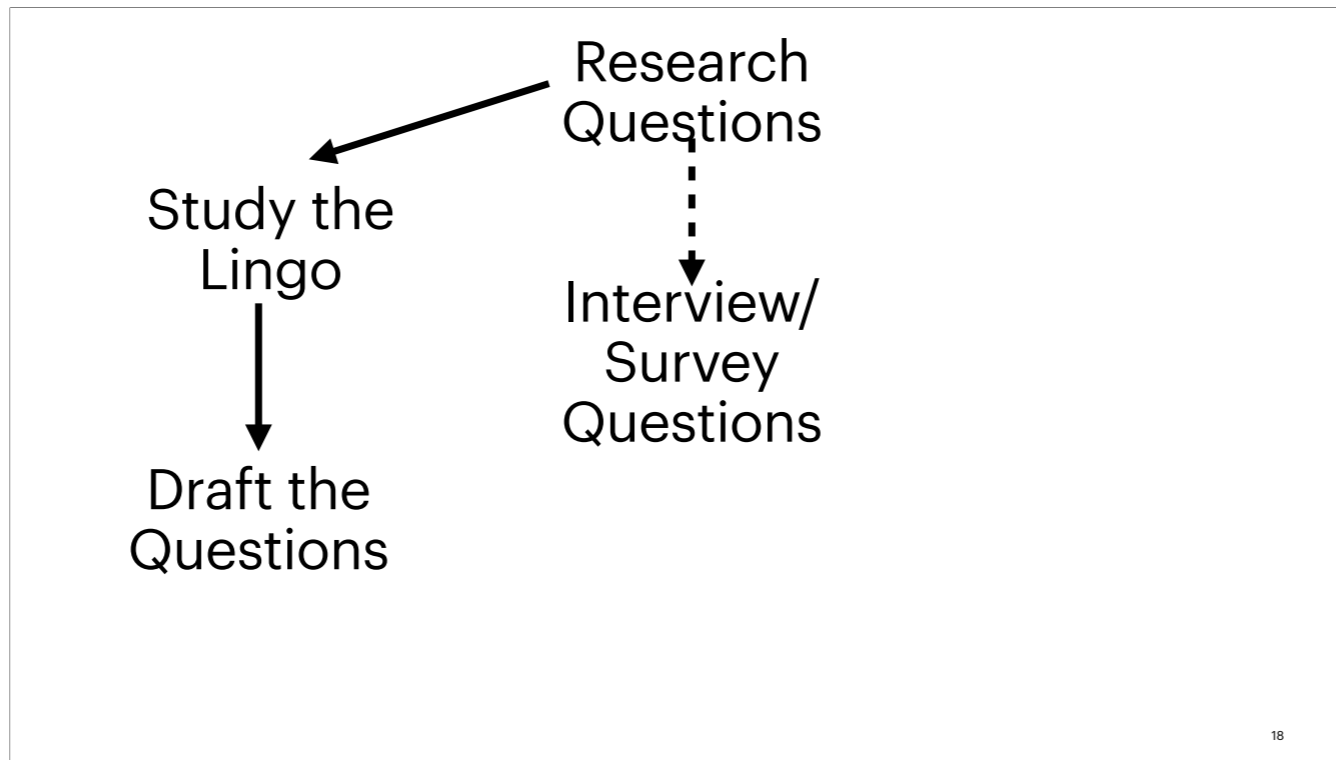 Research
Questions
Study the
Lingo
Interview/
Survey
Questions
Draft the
Questions
18